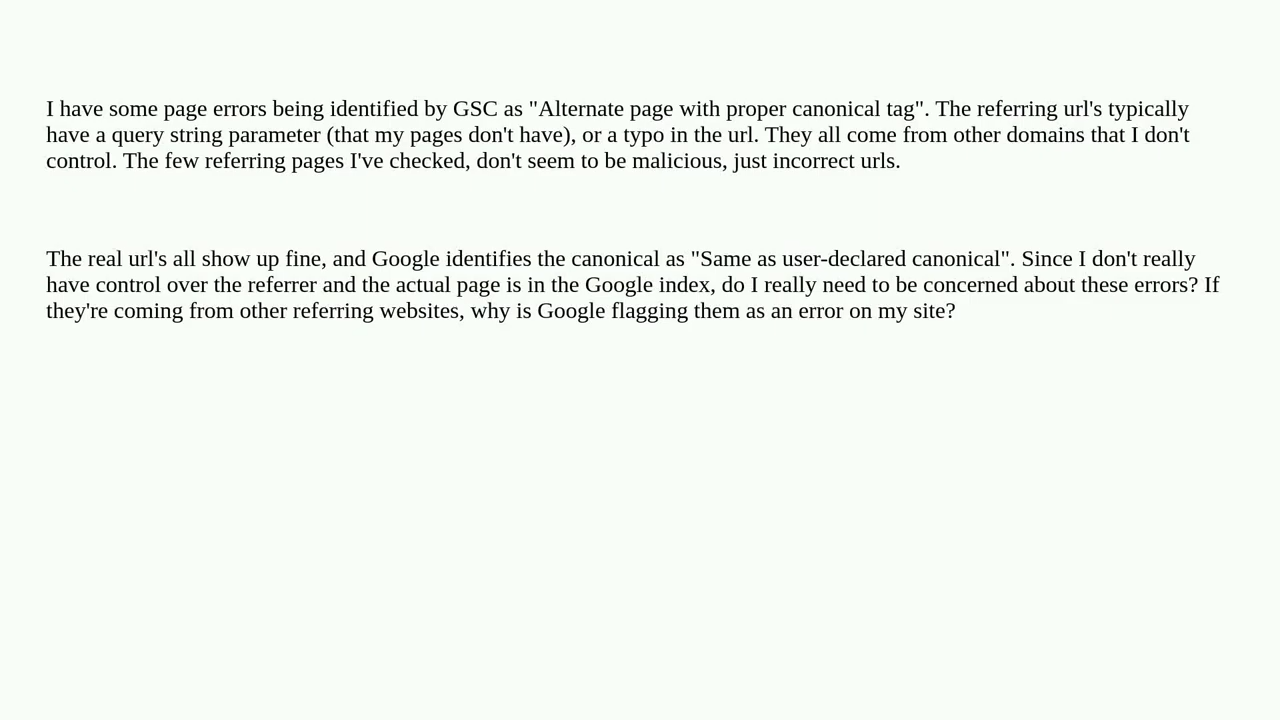 I have some page errors being identified by GSC as "Alternate page with proper canonical tag". The referring url's typically
have a query string parameter (that my pages don't have), or a typo in the url. They all come from other domains that I don't
control. The few referring pages I've checked, don't seem to be malicious, just incorrect urls.
The real url's all show up fine, and Google identifies the canonical as "Same as user-declared canonical". Since I don't really
have control over the referrer and the actual page is in the Google index, do I really need to be concerned about these errors? If
they're coming from other referring websites, why is Google flagging them as an error on my site?